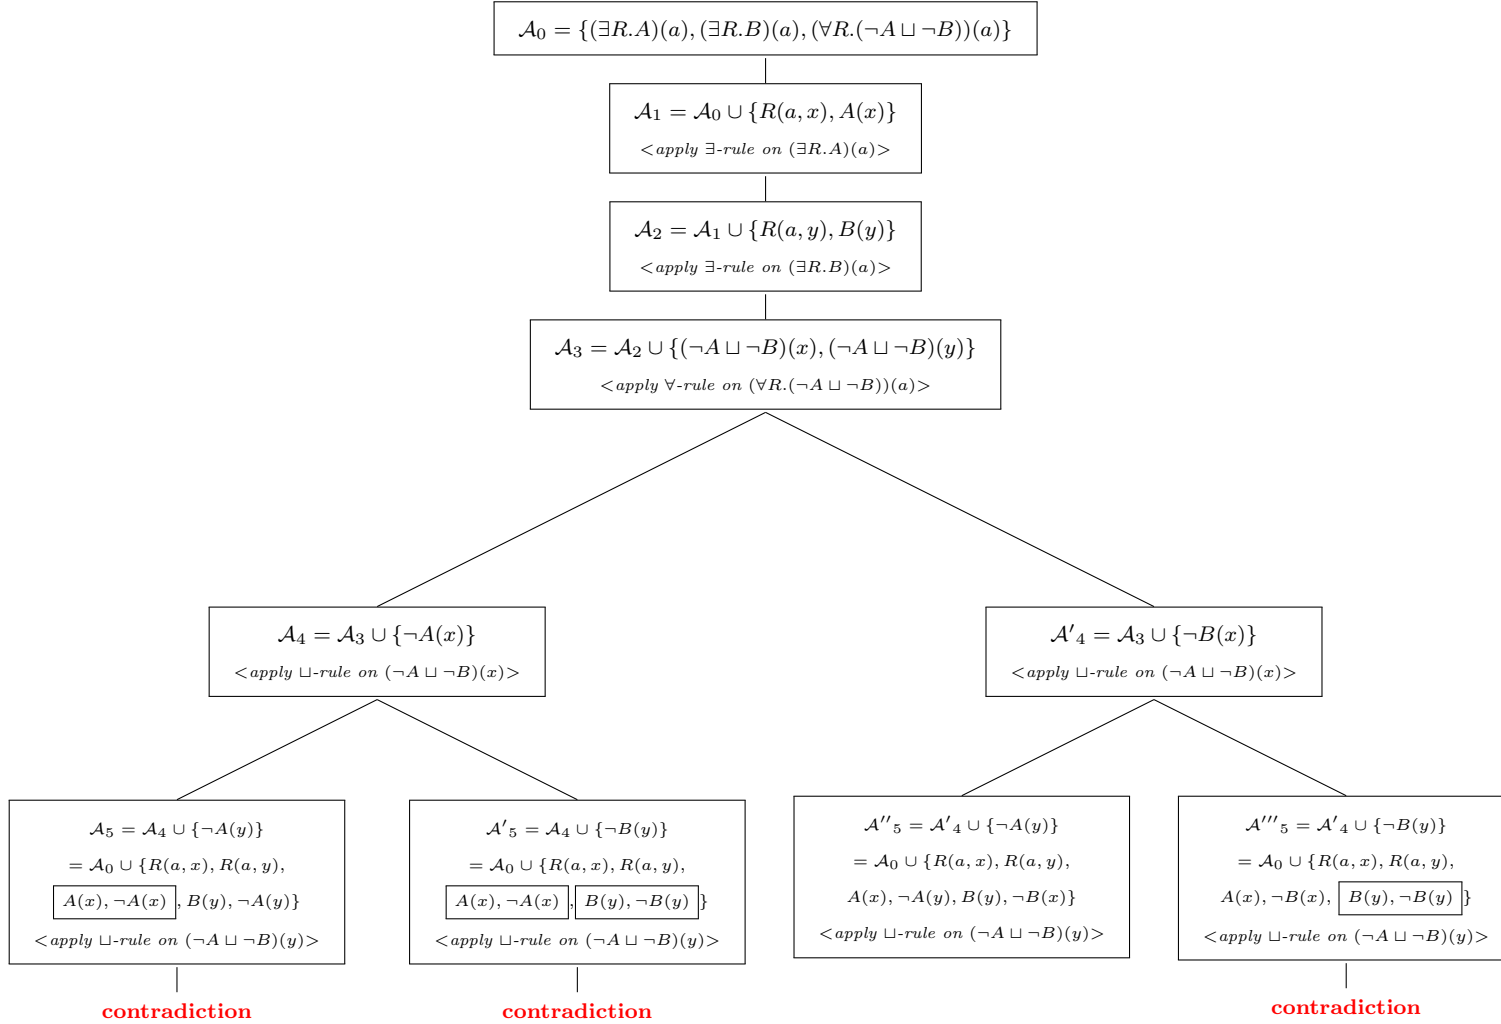 𝒜₀ = {(∃R.A)(a), (∃R.B)(a), (∀R.(¬A ⊔ ¬B))(a)}
𝒜₁ = 𝒜₀ ∪ {R(a, x), A(x)}
<apply ∃-rule on (∃R.A)(a)>
𝒜₂ = 𝒜₁ ∪ {R(a, y), B(y)}
<apply ∃-rule on (∃R.B)(a)>
𝒜₃ = 𝒜₂ ∪ {(¬A ⊔ ¬B)(x), (¬A ⊔ ¬B)(y)}
<apply ∀-rule on (∀R.(¬A ⊔ ¬B))(a)>
𝒜₄ = 𝒜₃ ∪ {¬A(x)}
<apply ⊔-rule on (¬A ⊔ ¬B)(x)>
𝒜′₄ = 𝒜₃ ∪ {¬B(x)}
<apply ⊔-rule on (¬A ⊔ ¬B)(x)>
𝒜₅ = 𝒜₄ ∪ {¬A(y)}
= 𝒜₀ ∪ {R(a, x), R(a, y),
A(x), ¬A(x), B(y), ¬A(y)}
<apply ⊔-rule on (¬A ⊔ ¬B)(y)>
contradiction
𝒜′₅ = 𝒜₄ ∪ {¬B(y)}
= 𝒜₀ ∪ {R(a, x), R(a, y),
A(x), ¬A(x), B(y), ¬B(y)}
<apply ⊔-rule on (¬A ⊔ ¬B)(y)>
contradiction
𝒜′′₅ = 𝒜′₄ ∪ {¬A(y)}
= 𝒜₀ ∪ {R(a, x), R(a, y),
A(x), ¬A(y), B(y), ¬B(x)}
<apply ⊔-rule on (¬A ⊔ ¬B)(y)>
𝒜′′′₅ = 𝒜′₄ ∪ {¬B(y)}
= 𝒜₀ ∪ {R(a, x), R(a, y),
A(x), ¬B(x), B(y), ¬B(y)}
<apply ⊔-rule on (¬A ⊔ ¬B)(y)>
contradiction